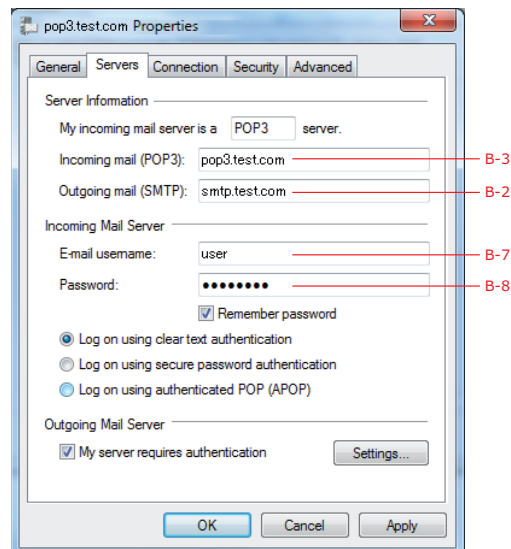 pop3.test.com Properties
X
General Servers Connection Security Advanced
Server Information
My incoming mail server is a POP3 server.
Incoming mail (POP3): pop3.test.com B-3
Outgoing mail (SMTP): smtp.test.com B-2
Incoming Mail Server
E-mail username: user B-7
Password: ●●●●●●●● B-8
Remember password
Log on using clear text authentication
Log on using secure password authentication
Log on using authenticated POP (APOP)
Outgoing Mail Server
My server requires authentication Settings...
OK Cancel Apply